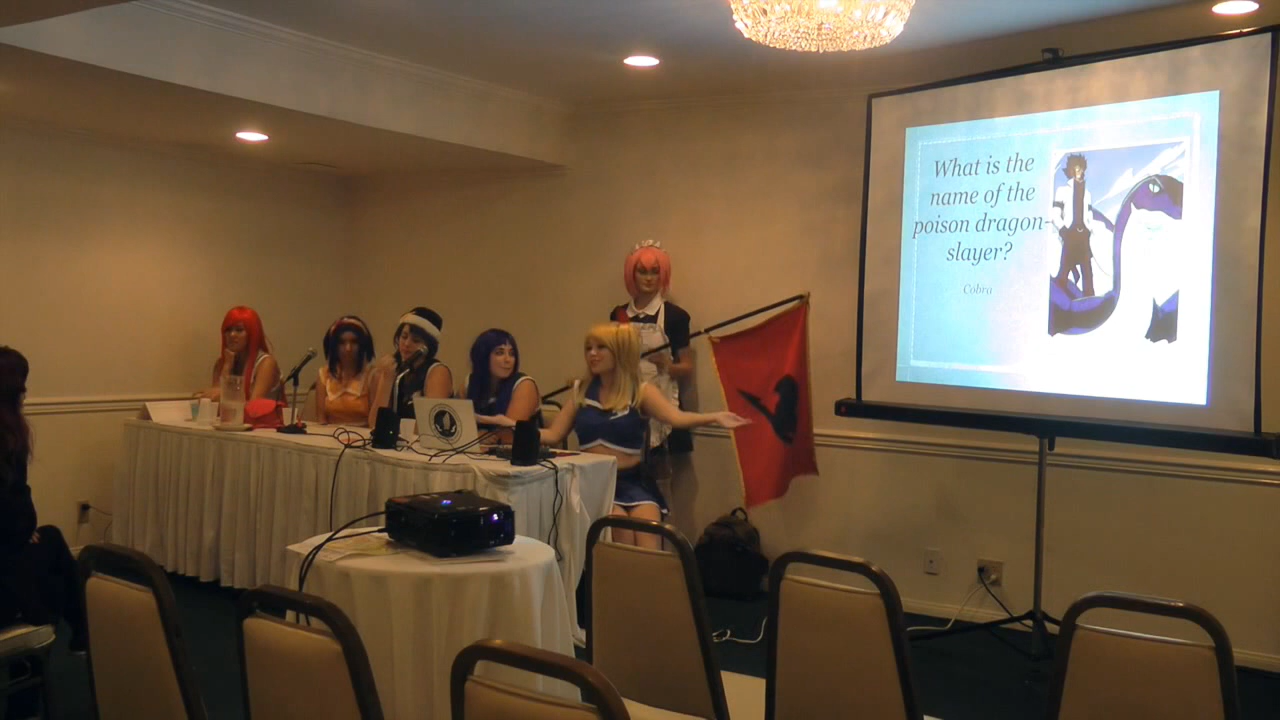 What is the
name of the
poison dragon-
slayer?
Cobra